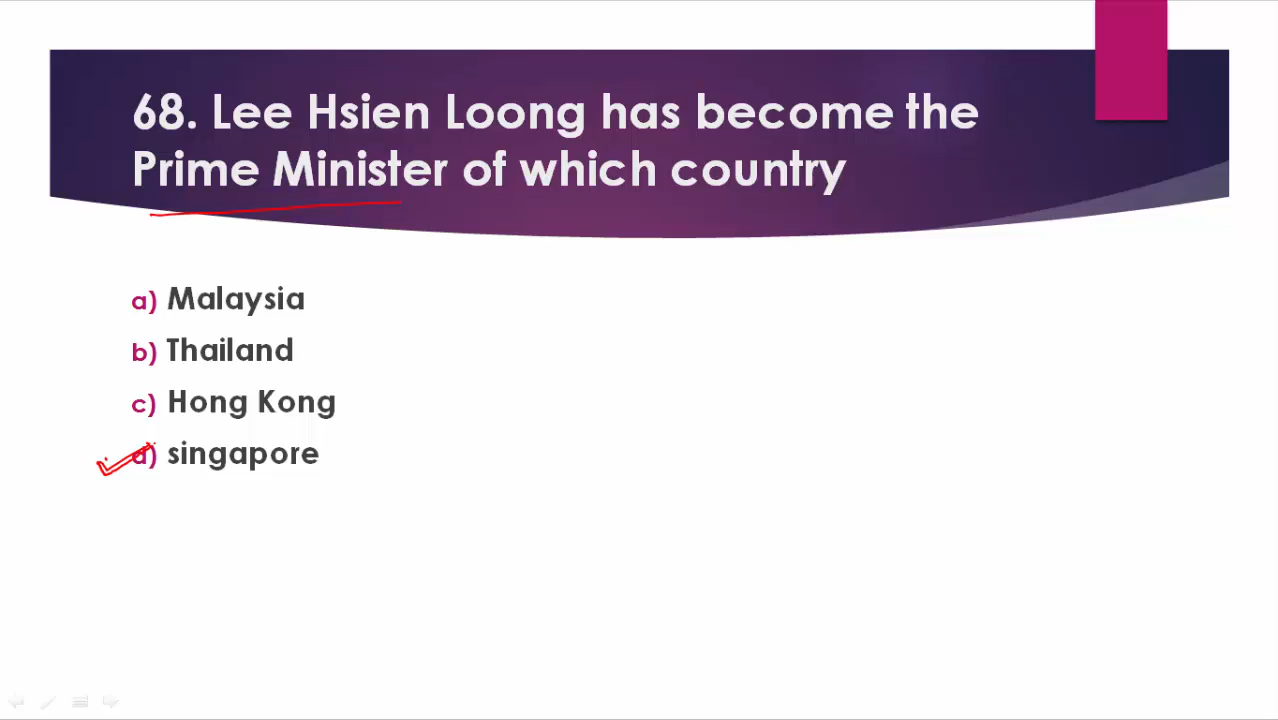 68. Lee Hsien Loong has become the
Prime Minister of which country
a) Malaysia
b) Thailand
c) Hong Kong
d) singapore